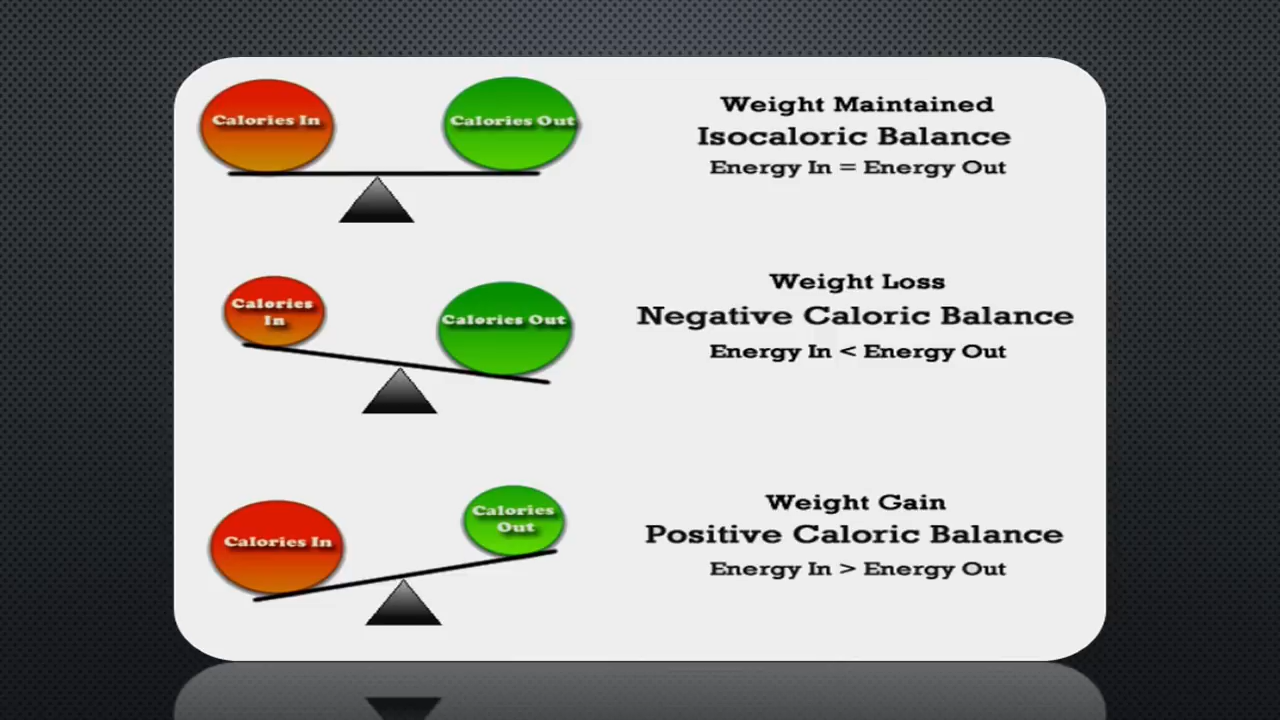 Calories In
Calories Out
Weight Maintained
Isocaloric Balance
Energy In = Energy Out
Calories
In
Calories Out
Weight Loss
Negative Caloric Balance
Energy In < Energy Out
Calories In
Calories
Out
Weight Gain
Positive Caloric Balance
Energy In > Energy Out